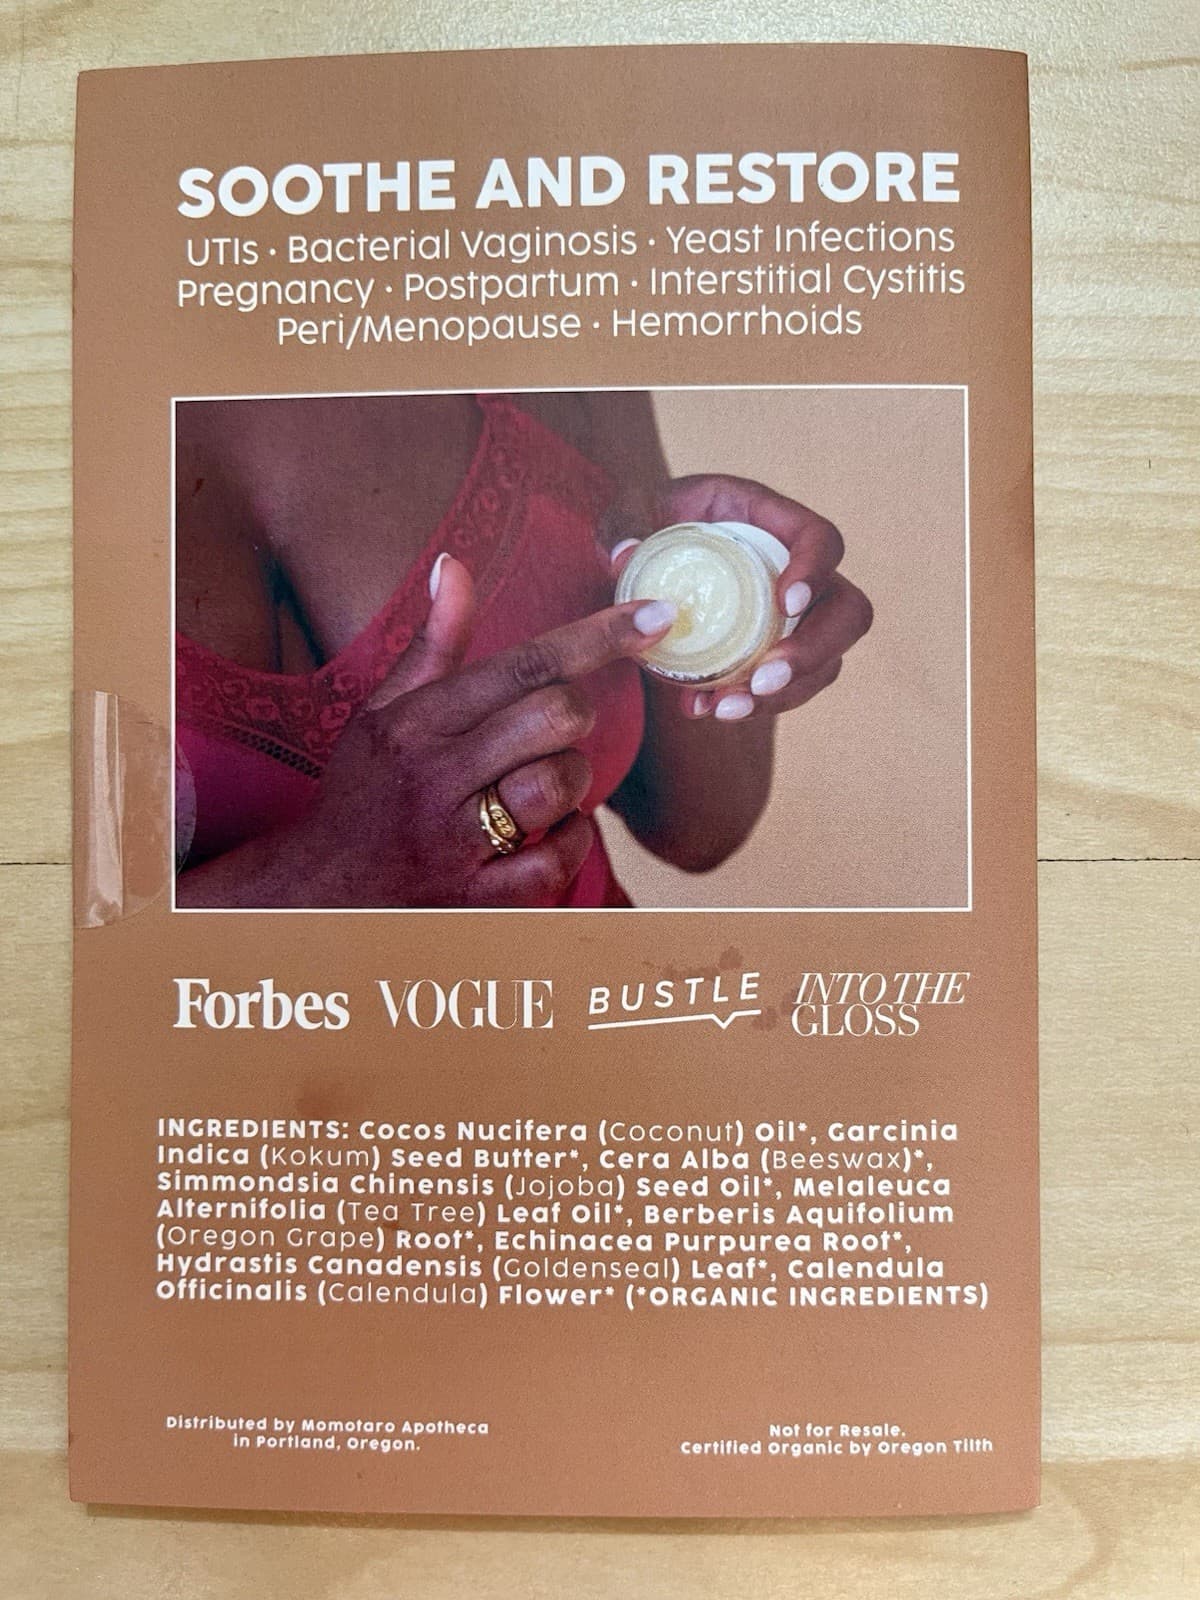 SOOTHE AND RESTORE
UTIs · Bacterial Vaginosis · Yeast Infections
Pregnancy · Postpartum · Interstitial Cystitis
Peri/Menopause · Hemorrhoids
222
Forbes VOGUE BUSTLE INTO THE GLOSS
INGREDIENTS: Cocos Nucifera (Coconut) Oil*, Garcinia
Indica (Kokum) Seed Butter*, Cera Alba (Beeswax)*,
Simmondsia Chinensis (Jojoba) Seed Oil*, Melaleuca
Alternifolia (Tea Tree) Leaf Oil*, Berberis Aquifolium
(Oregon Grape) Root*, Echinacea Purpurea Root*,
Hydrastis Canadensis (Goldenseal) Leaf*, Calendula
Officinalis (Calendula) Flower* (*ORGANIC INGREDIENTS)
Distributed by Momotaro Apotheca
in Portland, Oregon.
Not for Resale.
Certified Organic by Oregon Tilth